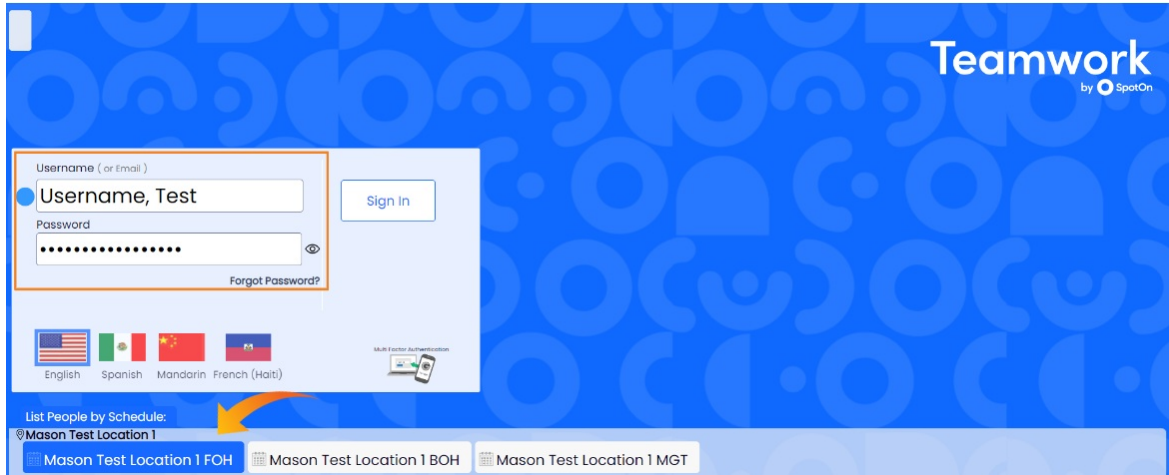 Teamwork
by SpotOn
Username ( or Email )
Username, Test
Sign In
Password
•••••••••••••••••
Forgot Password?
Multi Factor Authentication
English Spanish Mandarin French (Haiti)
List People by Schedule:
Mason Test Location 1
Mason Test Location 1 FOH Mason Test Location 1 BOH Mason Test Location 1 MGT